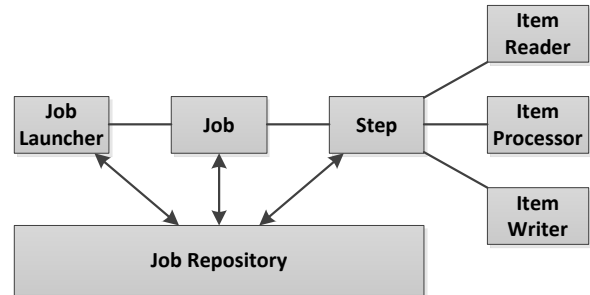 Item
Reader
Job
Launcher
Job
Step
Item
Processor
Item
Writer
Job Repository